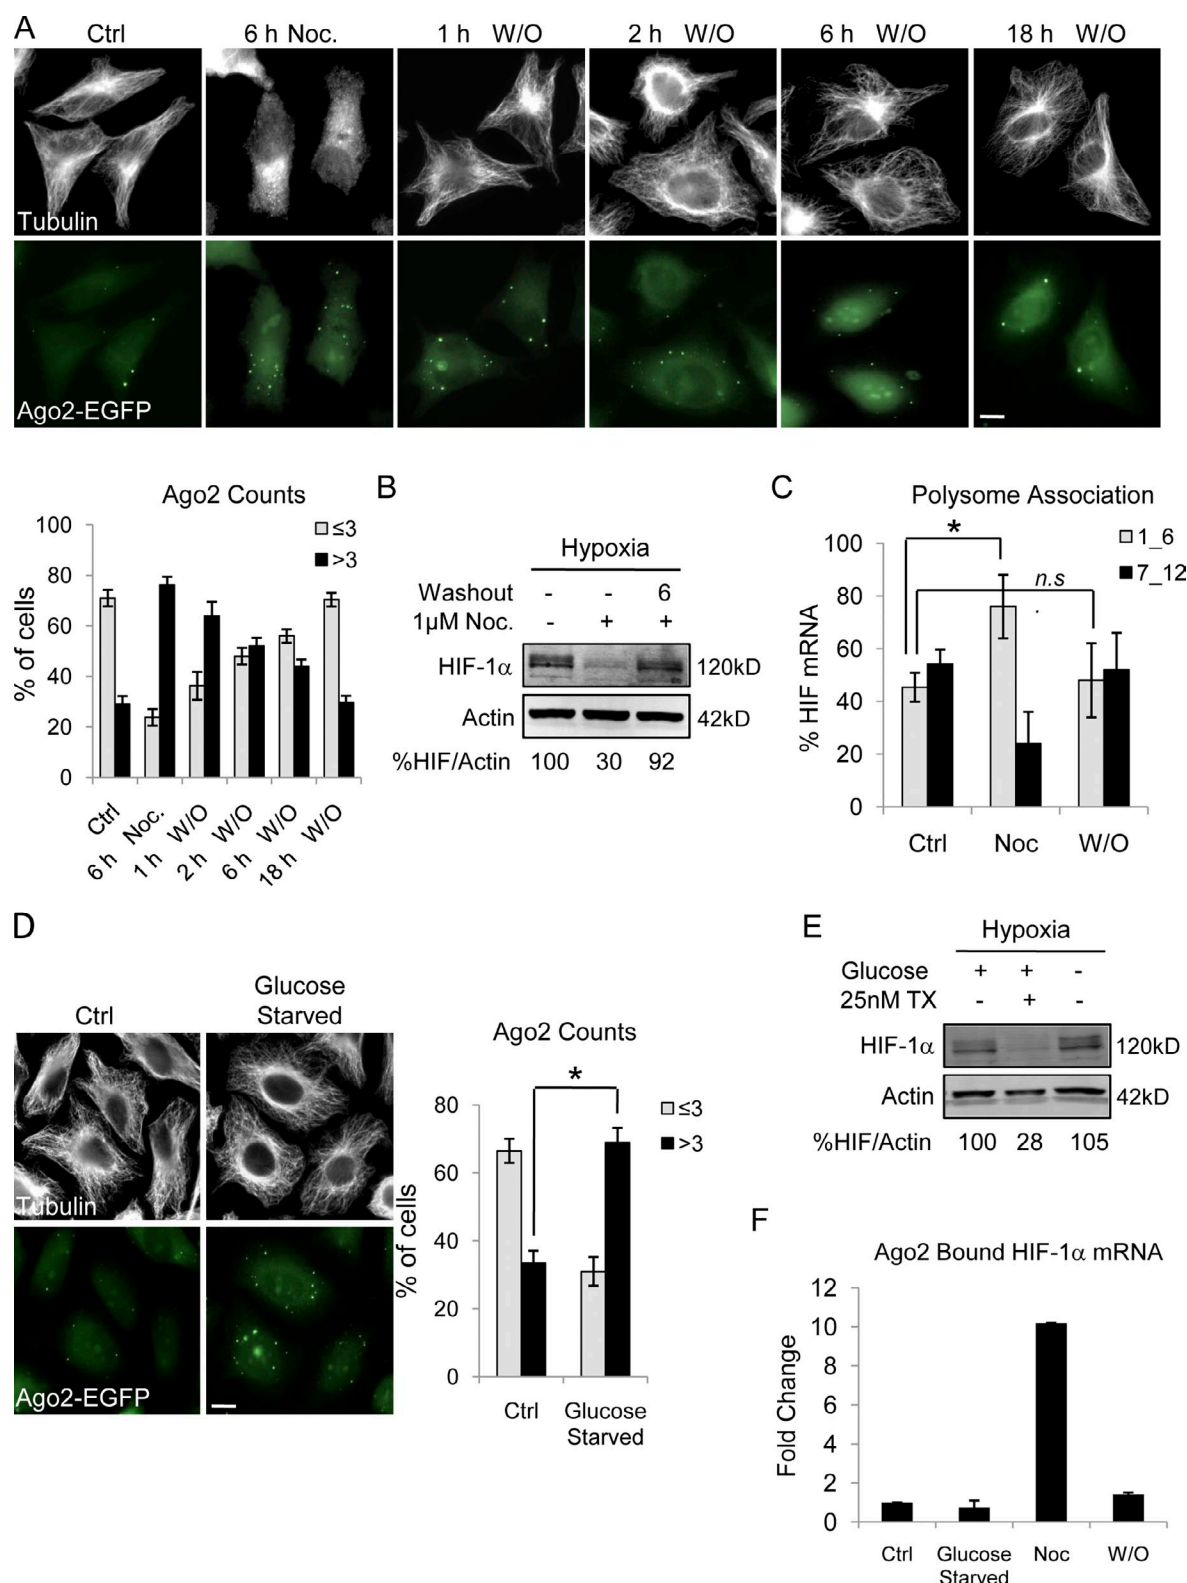 A
Ctrl 6 h Noc. 1 h W/O 2 h W/O 6 h W/O 18 h W/O
Tubulin
Ago2-EGFP
Ago2 Counts
≤3
>3
% of cells
100
80
60
40
20
0
Ctrl
6 h Noc.
1 h W/O
2 h W/O
6 h W/O
18 h W/O
B
Hypoxia
Washout - - 6
1µM Noc. - + +
HIF-1α 120kD
Actin 42kD
%HIF/Actin 100 30 92
C
Polysome Association
1_6
7_12
*
n.s
% HIF mRNA
100
80
60
40
20
0
Ctrl Noc W/O
D
Ctrl Glucose Starved
Tubulin
Ago2-EGFP
Ago2 Counts
*
≤3
>3
% of cells
80
60
40
20
0
Ctrl Glucose Starved
E
Hypoxia
Glucose + + -
25nM TX - + -
HIF-1α 120kD
Actin 42kD
%HIF/Actin 100 28 105
F
Ago2 Bound HIF-1α mRNA
Fold Change
12
10
8
6
4
2
0
Ctrl Glucose Starved Noc W/O